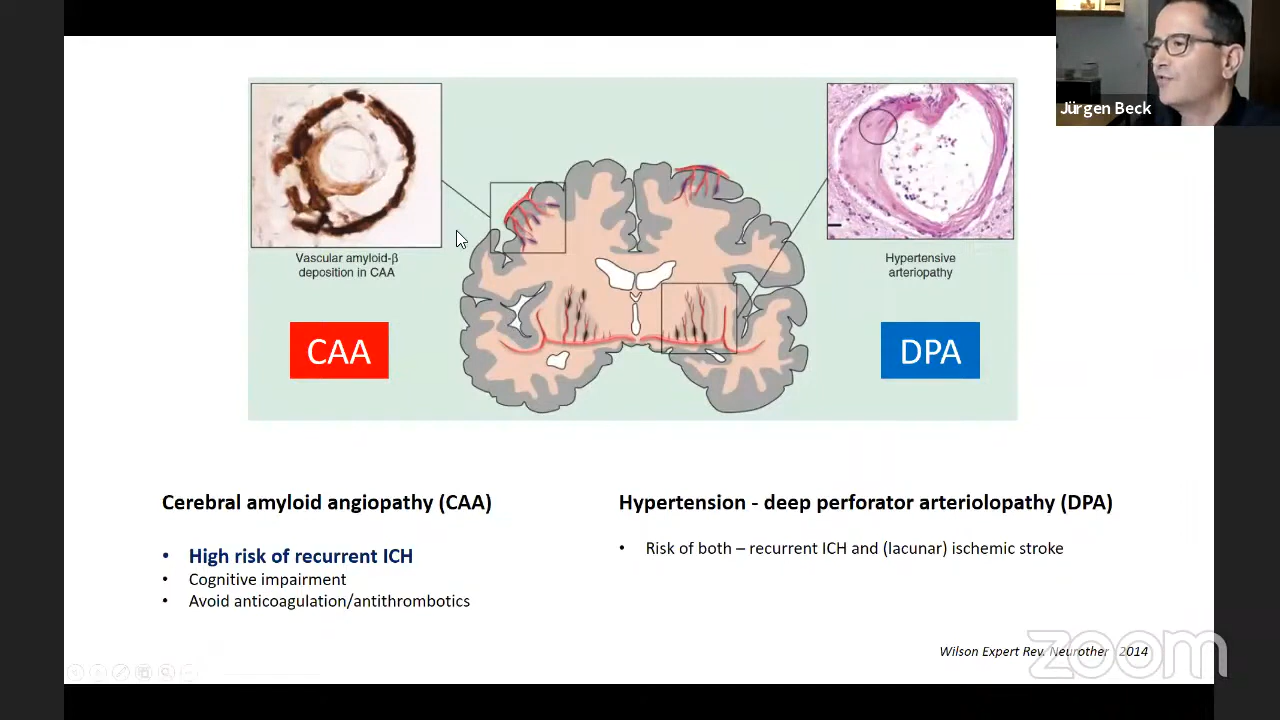 Jürgen Beck
Vascular amyloid-β
deposition in CAA
Hypertensive
arteriopathy
CAA
DPA
Cerebral amyloid angiopathy (CAA)
• High risk of recurrent ICH
• Cognitive impairment
• Avoid anticoagulation/antithrombotics
Hypertension - deep perforator arteriolopathy (DPA)
• Risk of both – recurrent ICH and (lacunar) ischemic stroke
Wilson Expert Rev. Neurother 2014
zoom